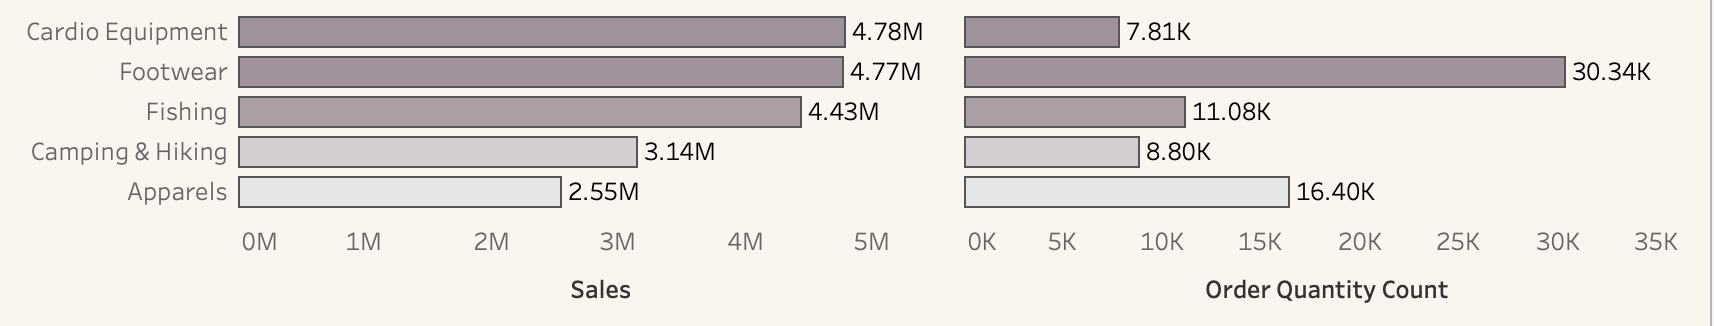 Cardio Equipment 4.78M 7.81K
Footwear 4.77M 30.34K
Fishing 4.43M 11.08K
Camping & Hiking 3.14M 8.80K
Apparels 2.55M 16.40K
0M 1M 2M 3M 4M 5M 0K 5K 10K 15K 20K 25K 30K 35K
Sales Order Quantity Count